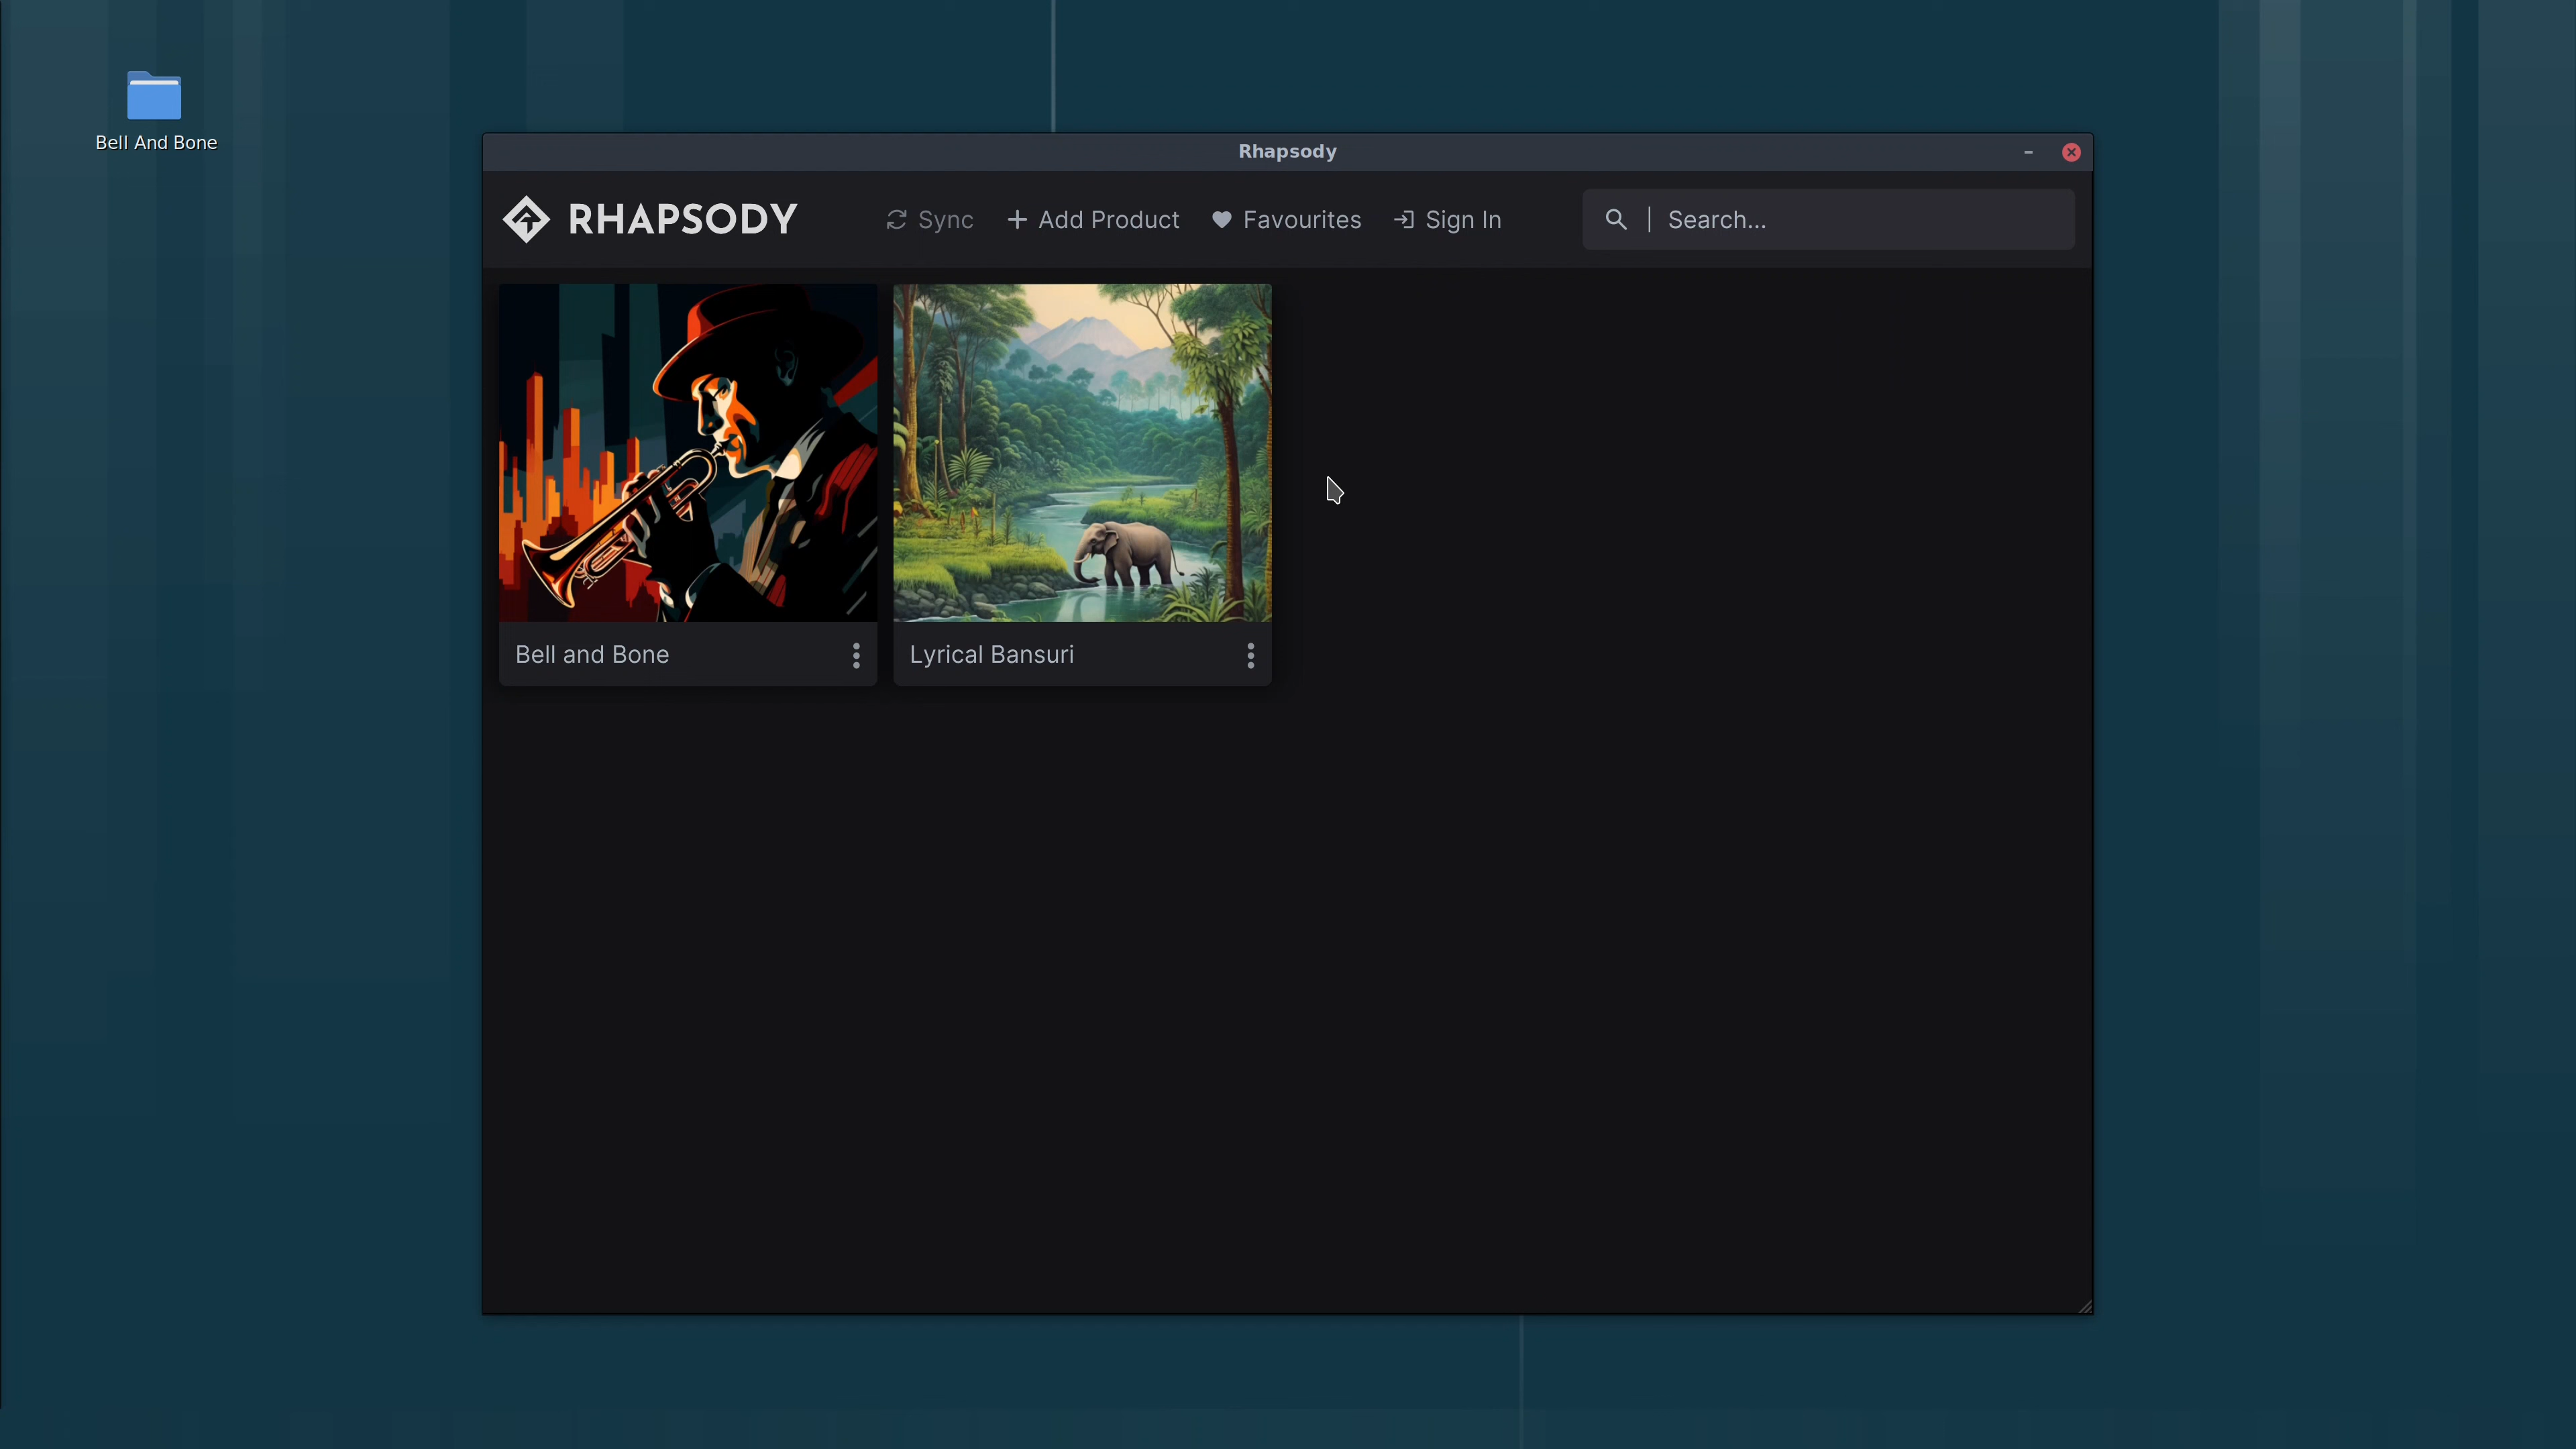 Bell And Bone
Rhapsody
RHAPSODY
Sync
Add Product
Favourites
Sign In
Search...
Bell and Bone
Lyrical Bansuri